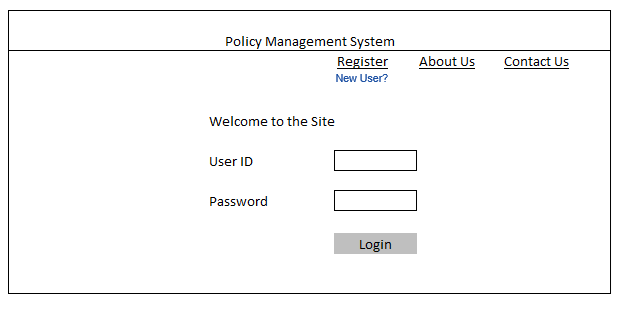 Policy Management System
Register About Us Contact Us
New User?
Welcome to the Site
User ID
Password
Login